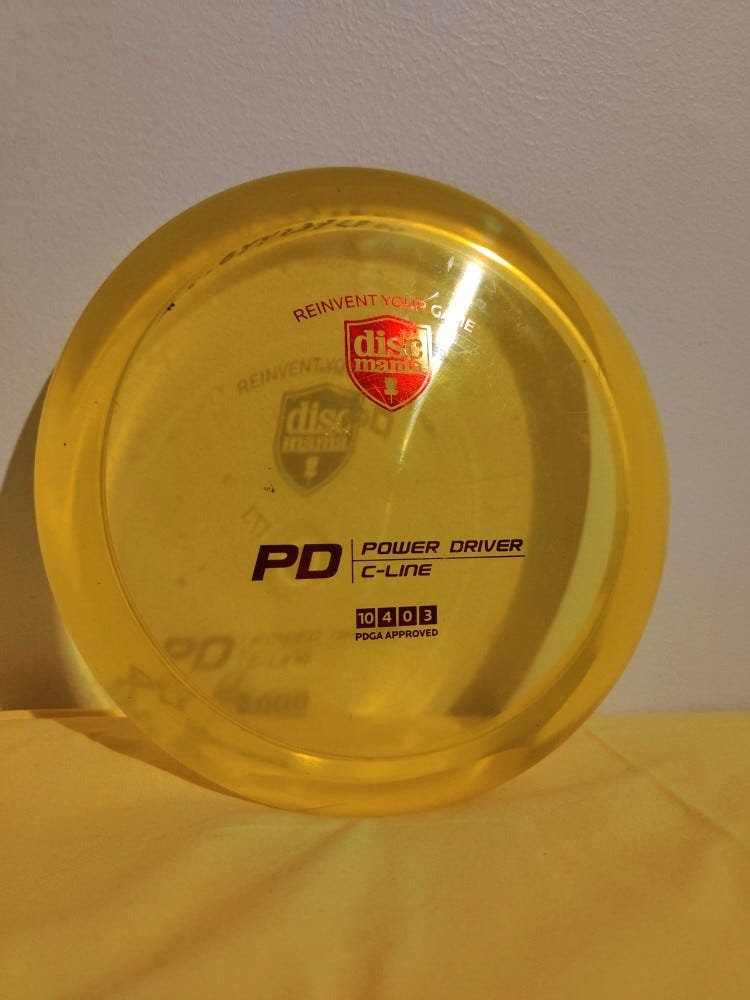 REINVENT YOUR GAME
disc
mania
PD
POWER DRIVER
C-LINE
10 4 0 3
PDGA APPROVED